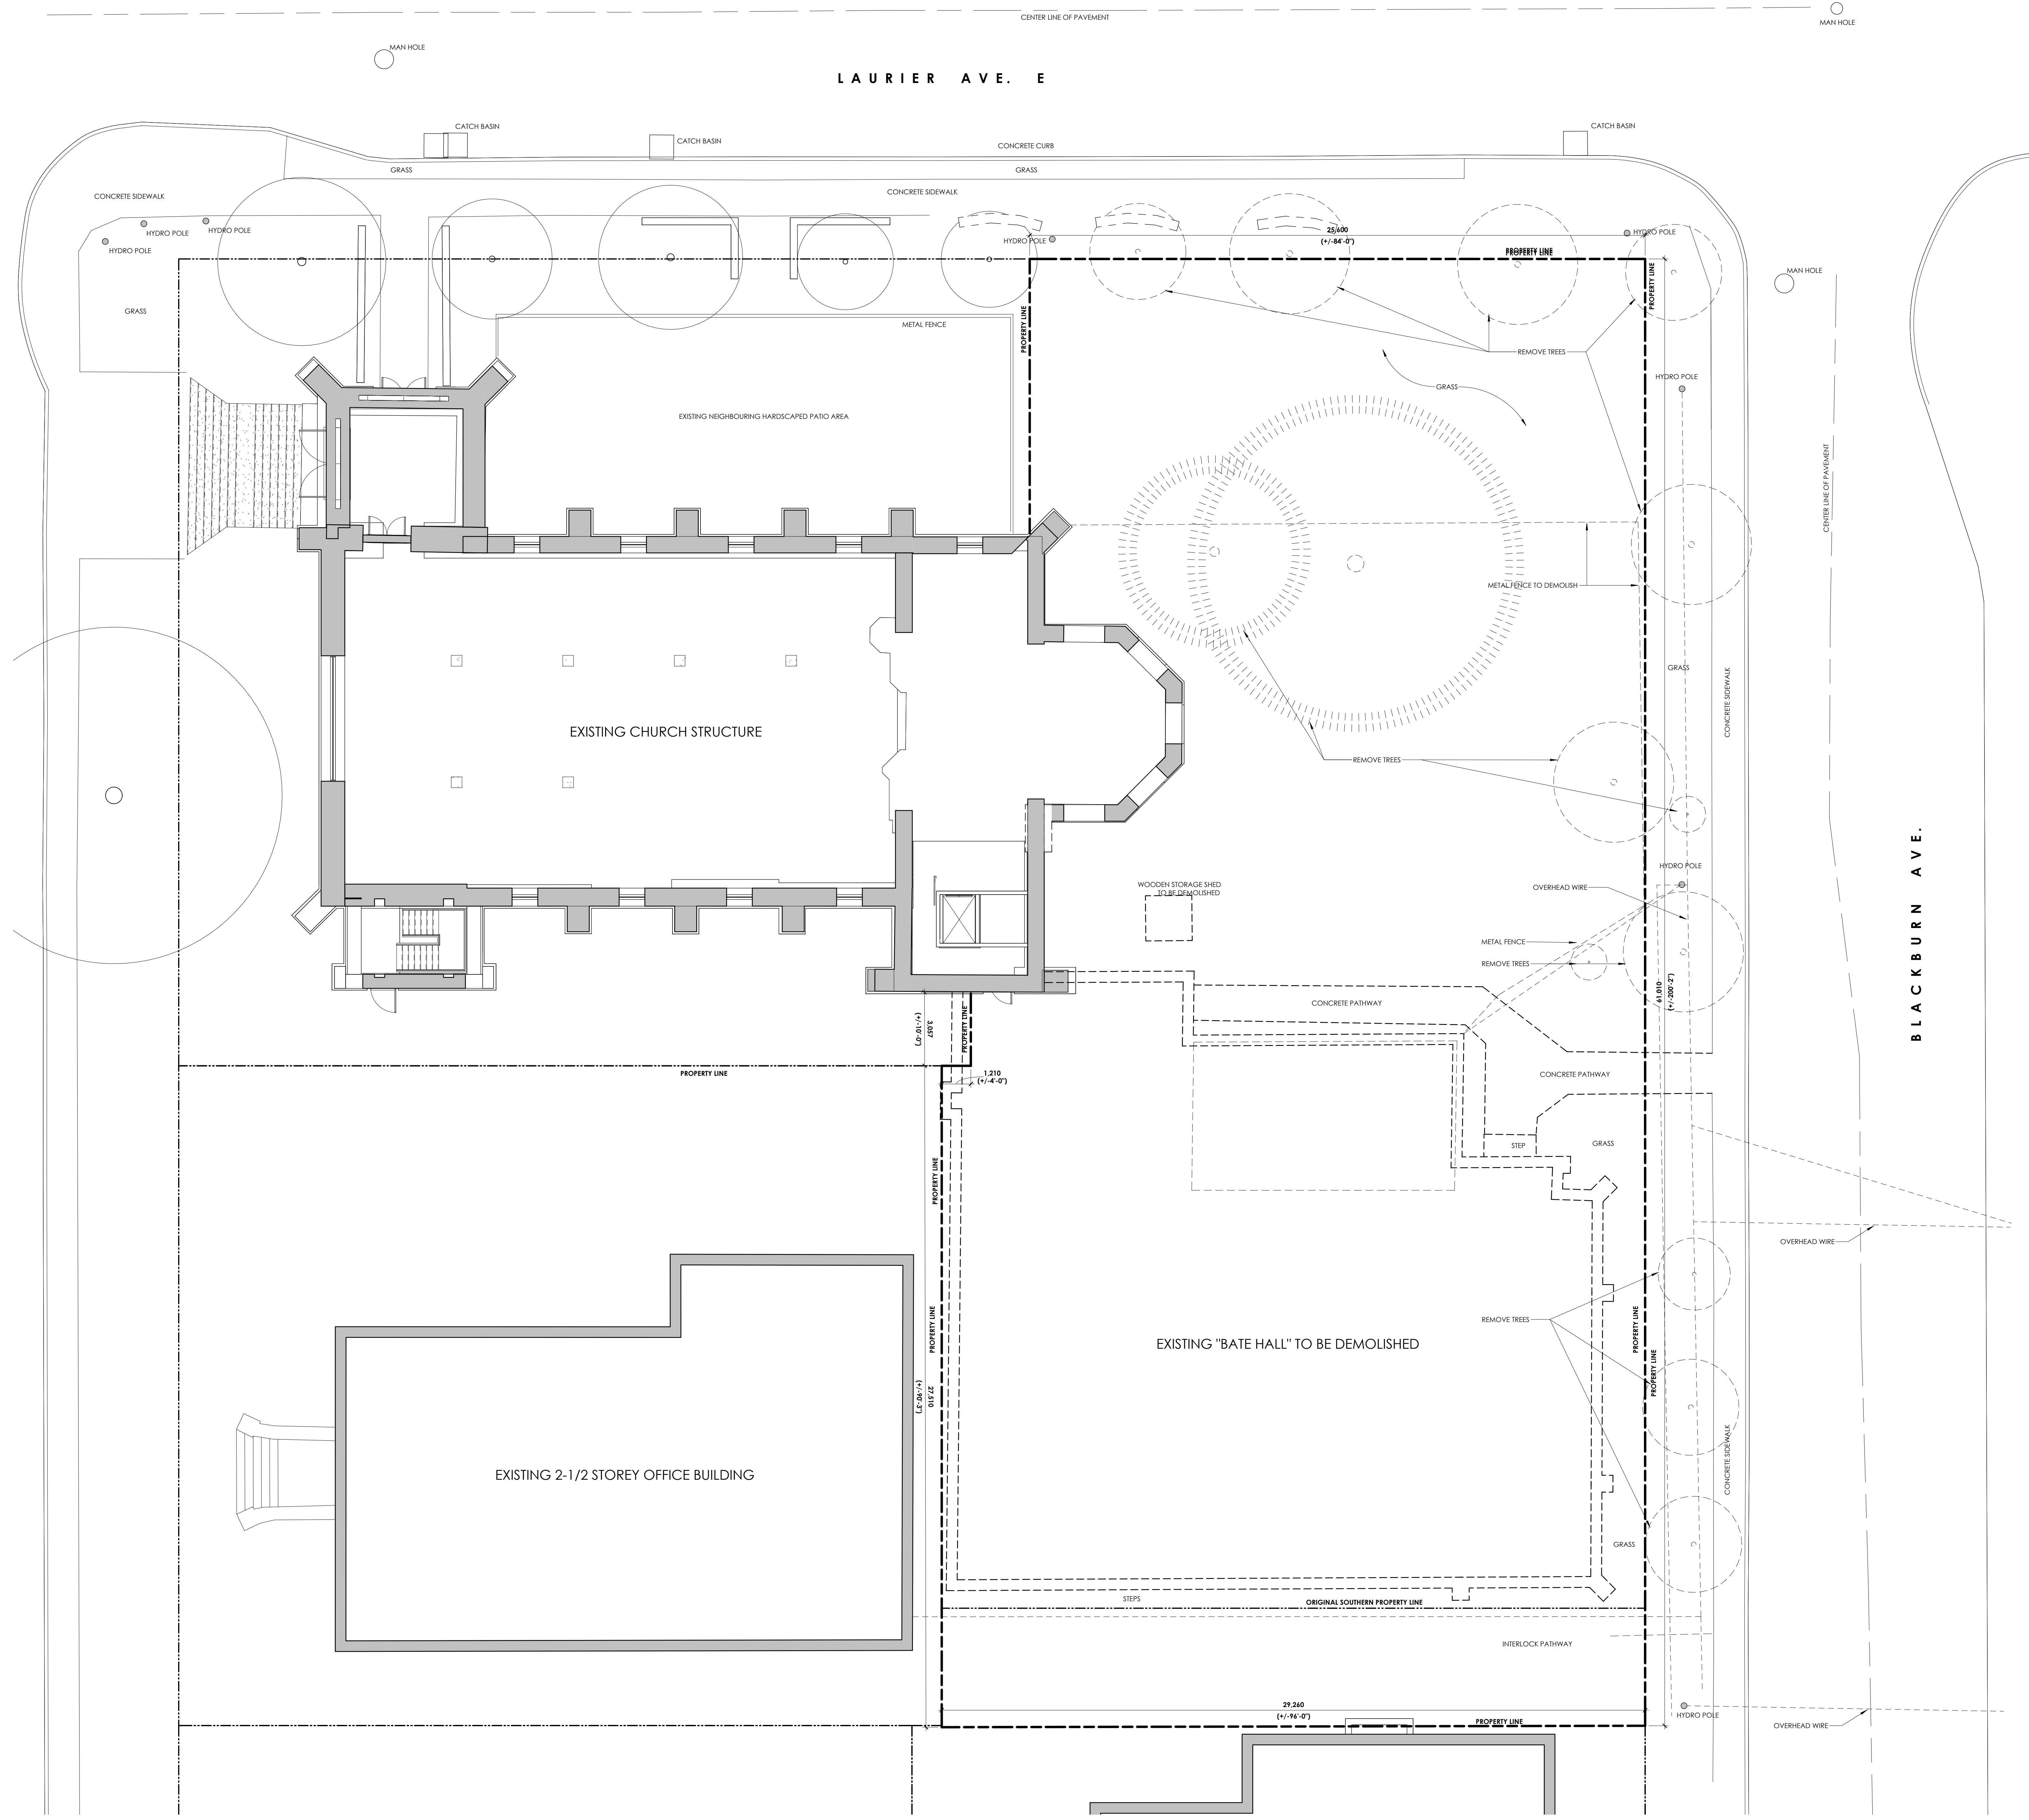 CENTER LINE OF PAVEMENT
MAN HOLE
MAN HOLE
LAURIER AVE. E
CATCH BASIN
CATCH BASIN
CATCH BASIN
CONCRETE CURB
GRASS
GRASS
CONCRETE SIDEWALK
CONCRETE SIDEWALK
HYDRO POLE
HYDRO POLE
HYDRO POLE
HYDRO POLE
25,600
(+/-84'-0")
HYDRO POLE
PROPERTY LINE
PROPERTY LINE
PROPERTY LINE
MAN HOLE
GRASS
METAL FENCE
PROPERTY LINE
REMOVE TREES
HYDRO POLE
GRASS
EXISTING NEIGHBOURING HARDSCAPED PATIO AREA
CENTER LINE OF PAVEMENT
METAL FENCE TO DEMOLISH
GRASS
CONCRETE SIDEWALK
EXISTING CHURCH STRUCTURE
REMOVE TREES
HYDRO POLE
WOODEN STORAGE SHED
TO BE DEMOLISHED
OVERHEAD WIRE
BLACKBURN AVE.
METAL FENCE
REMOVE TREES
61,010
(+/-200'-2")
CONCRETE PATHWAY
3,057
(+/-10'-0")
PROPERTY LINE
PROPERTY LINE
1,210
(+/-4'-0")
CONCRETE PATHWAY
STEP
GRASS
PROPERTY LINE
OVERHEAD WIRE
REMOVE TREES
PROPERTY LINE
PROPERTY LINE
PROPERTY LINE
EXISTING "BATE HALL" TO BE DEMOLISHED
27,510
(+/-90'-3")
EXISTING 2-1/2 STOREY OFFICE BUILDING
CONCRETE SIDEWALK
GRASS
STEPS
ORIGINAL SOUTHERN PROPERTY LINE
INTERLOCK PATHWAY
29,260
(+/-96'-0")
PROPERTY LINE
HYDRO POLE
OVERHEAD WIRE